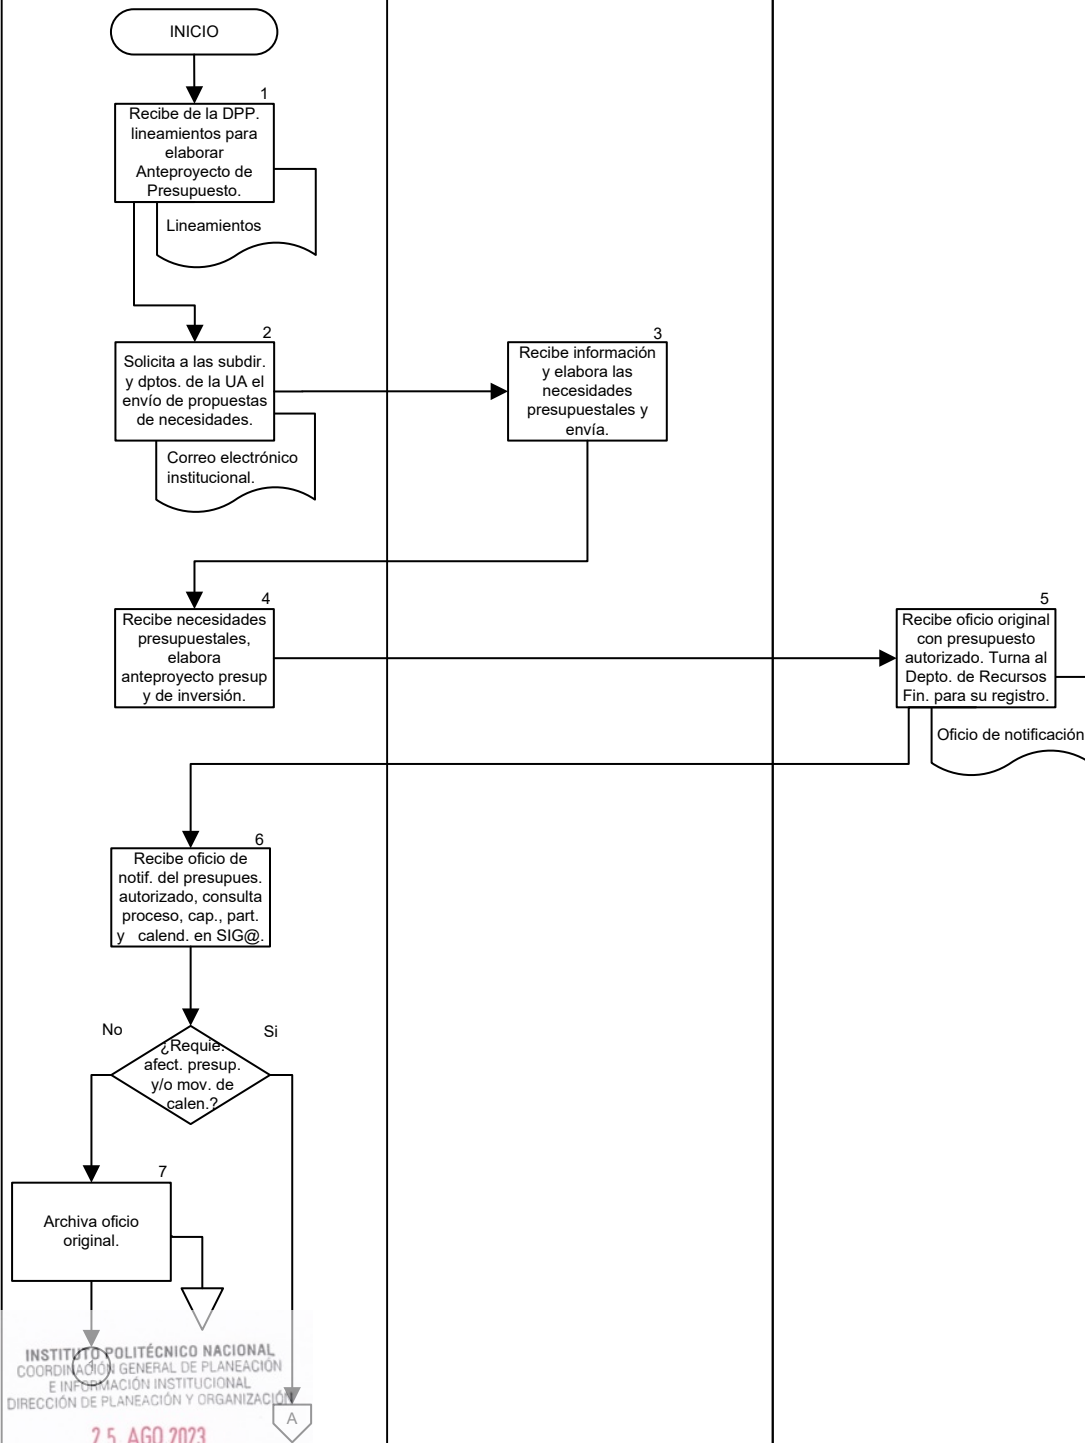 INICIO
1
Recibe de la DPP.
lineamientos para
elaborar
Anteproyecto de
Presupuesto.
Lineamientos
2
Solicita a las subdir.
y dptos. de la UA el
envío de propuestas
de necesidades.
Correo electrónico
institucional.
3
Recibe información
y elabora las
necesidades
presupuestales y
envía.
4
Recibe necesidades
presupuestales,
elabora
anteproyecto presup
y de inversión.
5
Recibe oficio original
con presupuesto
autorizado. Turna al
Depto. de Recursos
Fin. para su registro.
Oficio de notificación
6
Recibe oficio de
notif. del presupues.
autorizado, consulta
proceso, cap., part.
y calend. en SIG@.
No
Si
¿Requie.
afect. presup.
y/o mov. de
calen.?
7
Archiva oficio
original.
1
INSTITUTO POLITÉCNICO NACIONAL
COORDINACIÓN GENERAL DE PLANEACIÓN
E INFORMACIÓN INSTITUCIONAL
DIRECCIÓN DE PLANEACIÓN Y ORGANIZACIÓN
A
2 5. AGO 2023